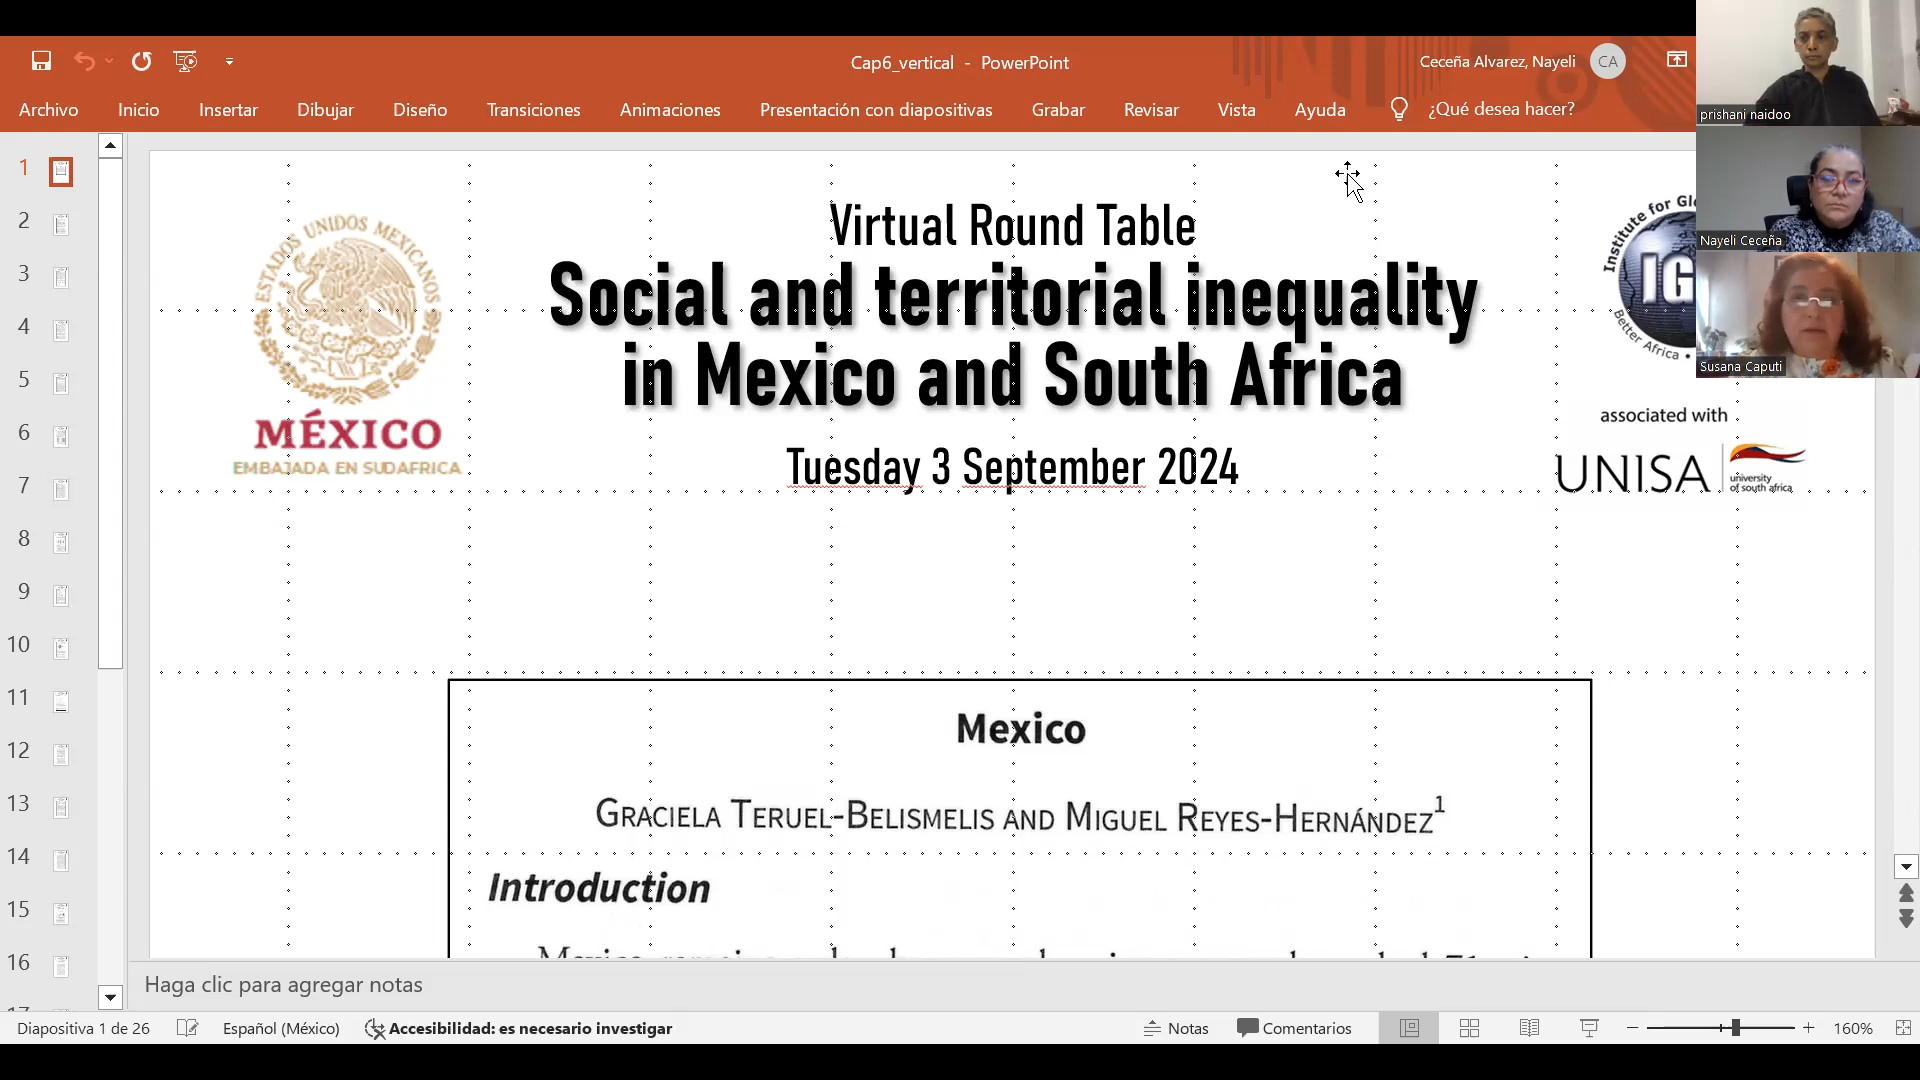 Cap6_vertical - PowerPoint
Ceceña Alvarez, Nayeli
CA
Archivo
Inicio
Insertar
Dibujar
Diseño
Transiciones
Animaciones
Presentación con diapositivas
Grabar
Revisar
Vista
Ayuda
¿Qué desea hacer?
prishani naidoo
Nayeli Ceceña
Susana Caputi
1
2
3
4
5
6
7
8
9
10
11
12
13
14
15
16
ESTADOS UNIDOS MEXICANOS
MÉXICO
EMBAJADA EN SUDAFRICA
Virtual Round Table
Social and territorial inequality
in Mexico and South Africa
Tuesday 3 September 2024
Institute for
Better Africa
associated with
UNISA
university
of south africa
Mexico
GRACIELA TERUEL-BELISMELIS AND MIGUEL REYES-HERNÁNDEZ1
Introduction
Haga clic para agregar notas
Diapositiva 1 de 26
Español (México)
Accesibilidad: es necesario investigar
Notas
Comentarios
160%